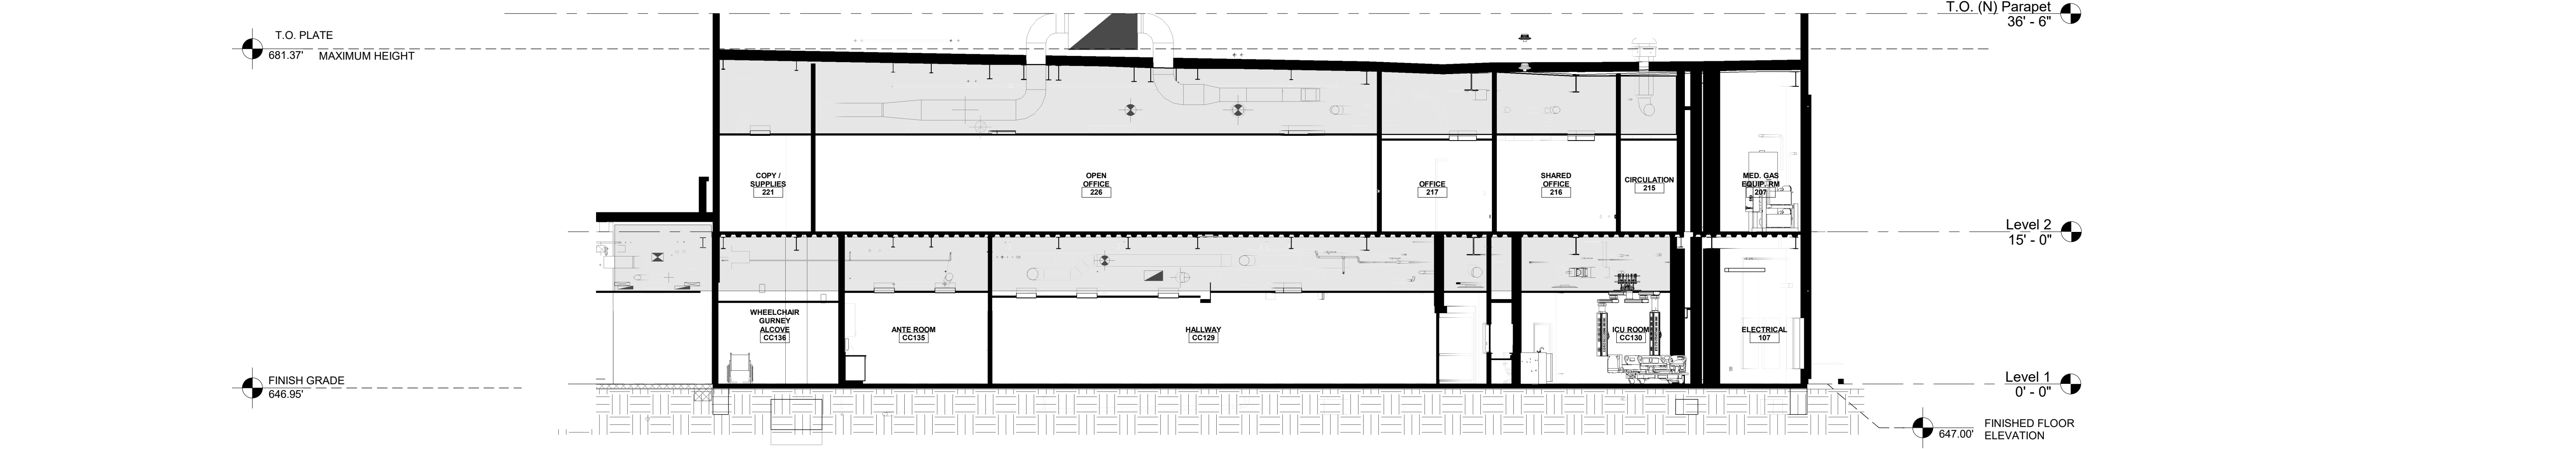 T.O. (N) Parapet
36' - 6"
T.O. PLATE
681.37' MAXIMUM HEIGHT
COPY /
SUPPLIES
221
OPEN
OFFICE
226
OFFICE
217
SHARED
OFFICE
216
CIRCULATION
215
MED. GAS
EQUIP. RM
207
Level 2
15' - 0"
WHEELCHAIR
GURNEY
ALCOVE
CC136
ANTE ROOM
CC135
HALLWAY
CC129
ICU ROOM
CC130
ELECTRICAL
107
FINISH GRADE
646.95'
Level 1
0' - 0"
647.00'
FINISHED FLOOR
ELEVATION